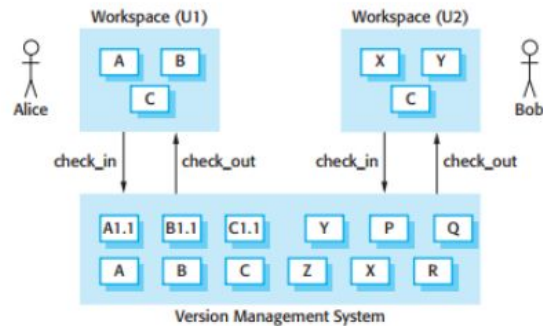 Workspace (U1) Workspace (U2)
A B X Y
C C
Alice Bob
check_in check_out check_in check_out
A1.1 B1.1 C1.1 Y P Q
A B C Z X R
Version Management System